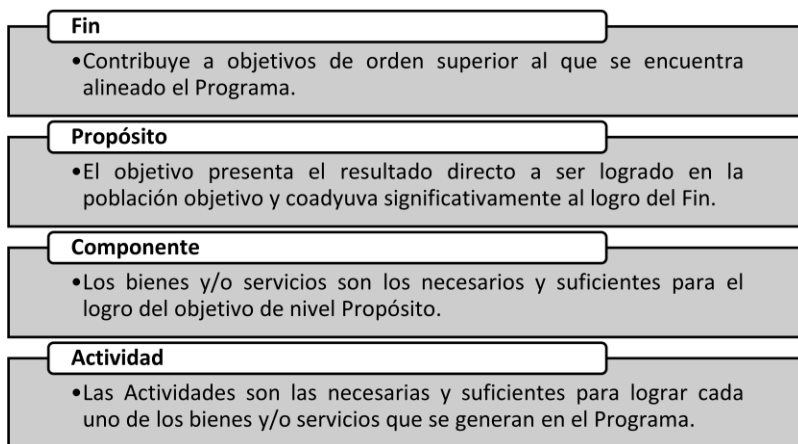 Fin
•Contribuye a objetivos de orden superior al que se encuentra
alineado el Programa.
Propósito
•El objetivo presenta el resultado directo a ser logrado en la
población objetivo y coadyuva significativamente al logro del Fin.
Componente
•Los bienes y/o servicios son los necesarios y suficientes para el
logro del objetivo de nivel Propósito.
Actividad
•Las Actividades son las necesarias y suficientes para lograr cada
uno de los bienes y/o servicios que se generan en el Programa.